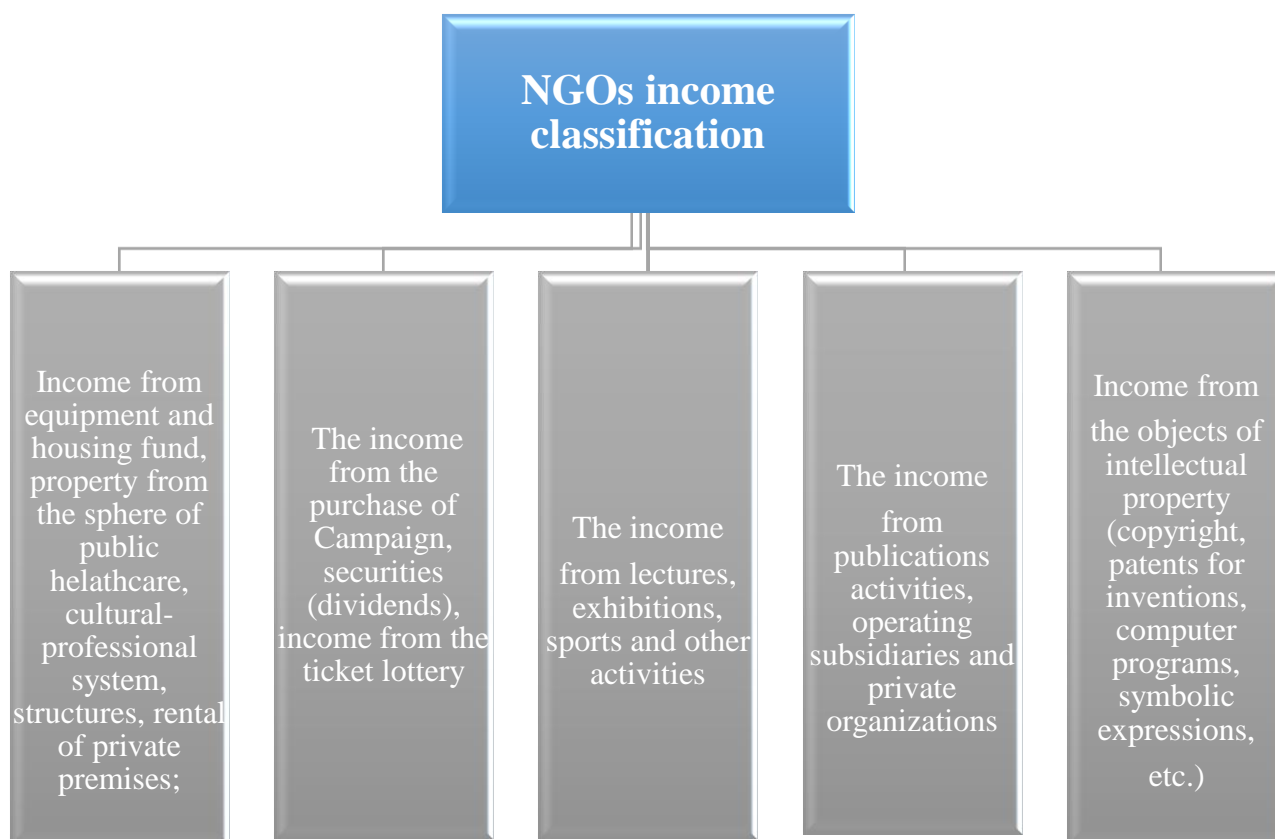 NGOs income
classification
Income from
equipment and
housing fund,
property from
the sphere of
public
helathcare,
cultural-
professional
system,
structures, rental
of private
premises;
The income
from the
purchase of
Campaign,
securities
(dividends),
income from the
ticket lottery
The income
from lectures,
exhibitions,
sports and other
activities
The income
from
publications
activities,
operating
subsidiaries and
private
organizations
Income from
the objects of
intellectual
property
(copyright,
patents for
inventions,
computer
programs,
symbolic
expressions,
etc.)